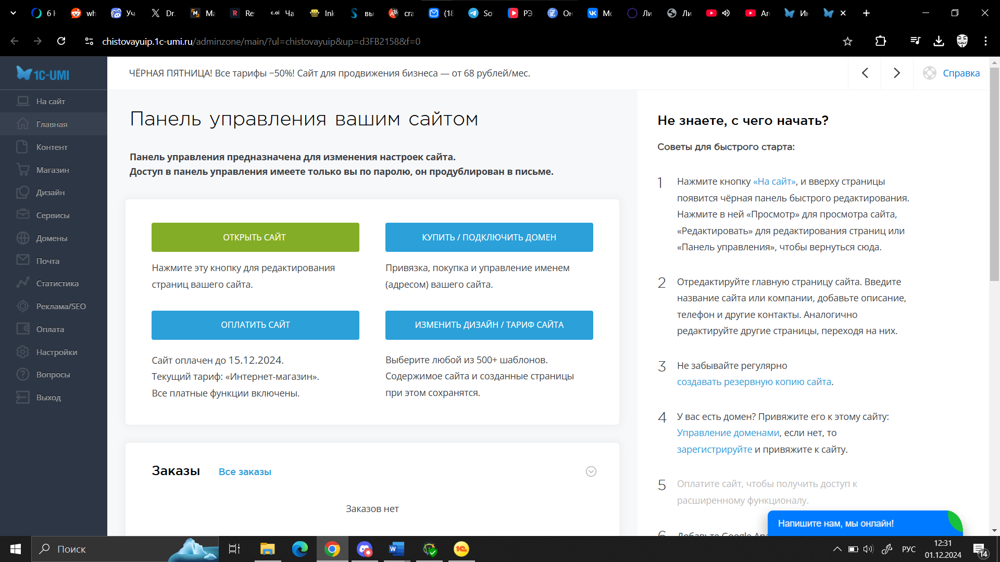 6 Н
wh
Уч
Dr.
Ма
Re
c.ai
Ча
Ink
вы
cra
(18
So
РЭ
Он
Мс
Ли
Ли
An
Ин
chistovayuip.1c-umi.ru/adminzone/main/?ul=chistovayuip&up=d3FB2158&f=0
1C-UMI
ЧЁРНАЯ ПЯТНИЦА! Все тарифы −50%! Сайт для продвижения бизнеса — от 68 рублей/мес.
Справка
На сайт
Главная
Контент
Магазин
Дизайн
Сервисы
Домены
Почта
Статистика
Реклама/SEO
Оплата
Настройки
Вопросы
Выход
Панель управления вашим сайтом
Панель управления предназначена для изменения настроек сайта.
Доступ в панель управления имеете только вы по паролю, он продублирован в письме.
ОТКРЫТЬ САЙТ
Нажмите эту кнопку для редактирования
страниц вашего сайта.
КУПИТЬ / ПОДКЛЮЧИТЬ ДОМЕН
Привязка, покупка и управление именем
(адресом) вашего сайта.
ОПЛАТИТЬ САЙТ
Сайт оплачен до 15.12.2024.
Текущий тариф: «Интернет-магазин».
Все платные функции включены.
ИЗМЕНИТЬ ДИЗАЙН / ТАРИФ САЙТА
Выберите любой из 500+ шаблонов.
Содержимое сайта и созданные страницы
при этом сохранятся.
Заказы
Все заказы
Заказов нет
Не знаете, с чего начать?
Советы для быстрого старта:
1 Нажмите кнопку «На сайт», и вверху страницы
появится чёрная панель быстрого редактирования.
Нажмите в ней «Просмотр» для просмотра сайта,
«Редактировать» для редактирования страниц или
«Панель управления», чтобы вернуться сюда.
2 Отредактируйте главную страницу сайта. Введите
название сайта или компании, добавьте описание,
телефон и другие контакты. Аналогично
редактируйте другие страницы, переходя на них.
3 Не забывайте регулярно
создавать резервную копию сайта.
4 У вас есть домен? Привяжите его к этому сайту:
Управление доменами, если нет, то
зарегистрируйте и привяжите к сайту.
5 Оплатите сайт, чтобы получить доступ к
расширенному функционалу.
6 Добавьте Google Ana
Напишите нам, мы онлайн!
Поиск
РУС
12:31
01.12.2024
14